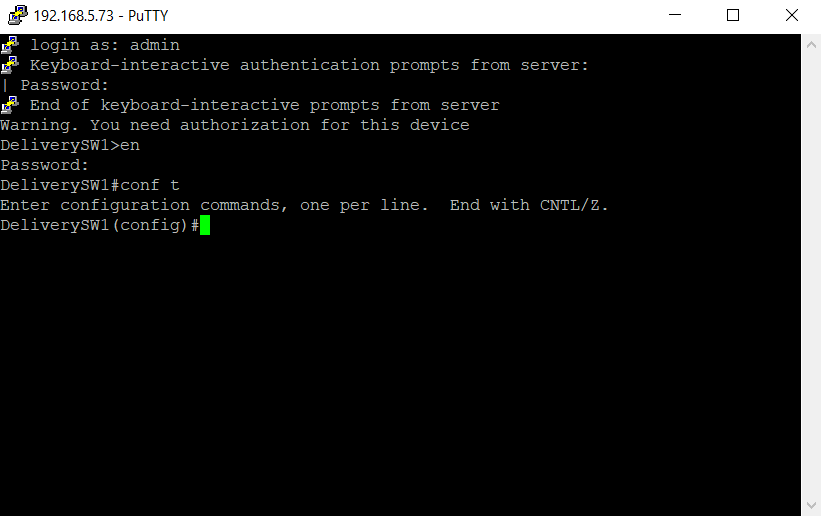 192.168.5.73 - PuTTY
login as: admin
Keyboard-interactive authentication prompts from server:
| Password:
End of keyboard-interactive prompts from server
Warning. You need authorization for this device
DeliverySW1>en
Password:
DeliverySW1#conf t
Enter configuration commands, one per line.  End with CNTL/Z.
DeliverySW1(config)#